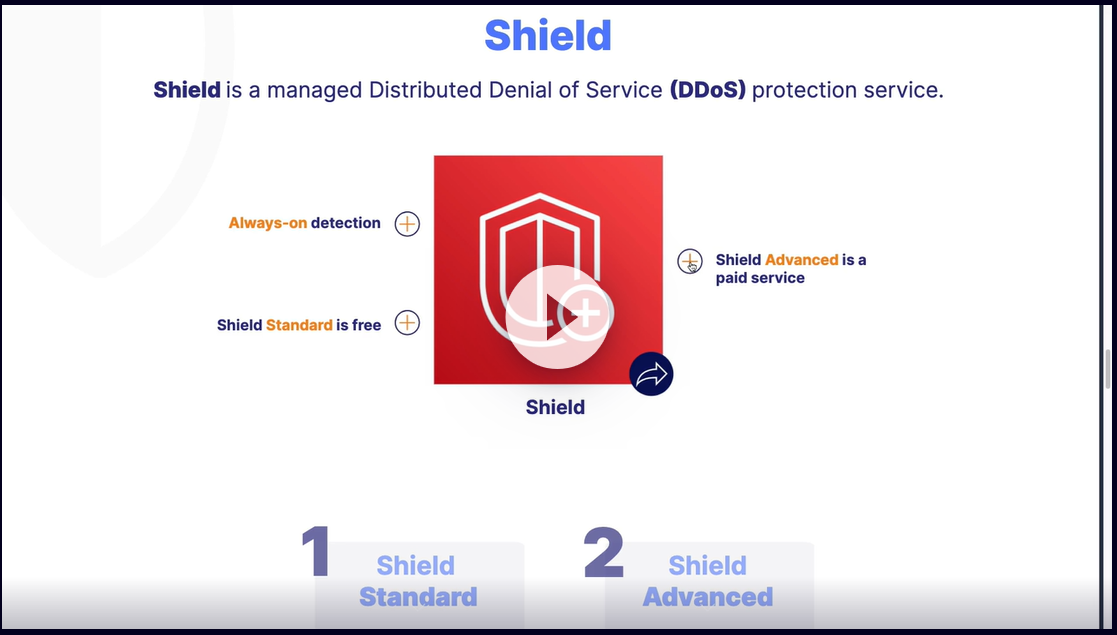 Shield
Shield is a managed Distributed Denial of Service (DDoS) protection service.
Always-on detection
Shield Standard is free
Shield Advanced is a
paid service
Shield
1
Shield
Standard
2
Shield
Advanced